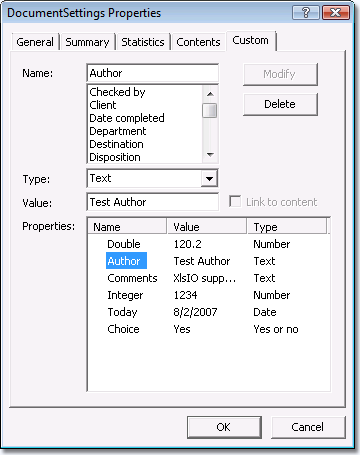 DocumentSettings Properties
General Summary Statistics Contents Custom
Name: Author Modify
Checked by
Client
Date completed
Department
Destination
Disposition
Delete
Type: Text
Value: Test Author Link to content
Properties: Name Value Type
Double 120.2 Number
Author Test Author Text
Comments XlsIO supp... Text
Integer 1234 Number
Today 8/2/2007 Date
Choice Yes Yes or no
OK Cancel